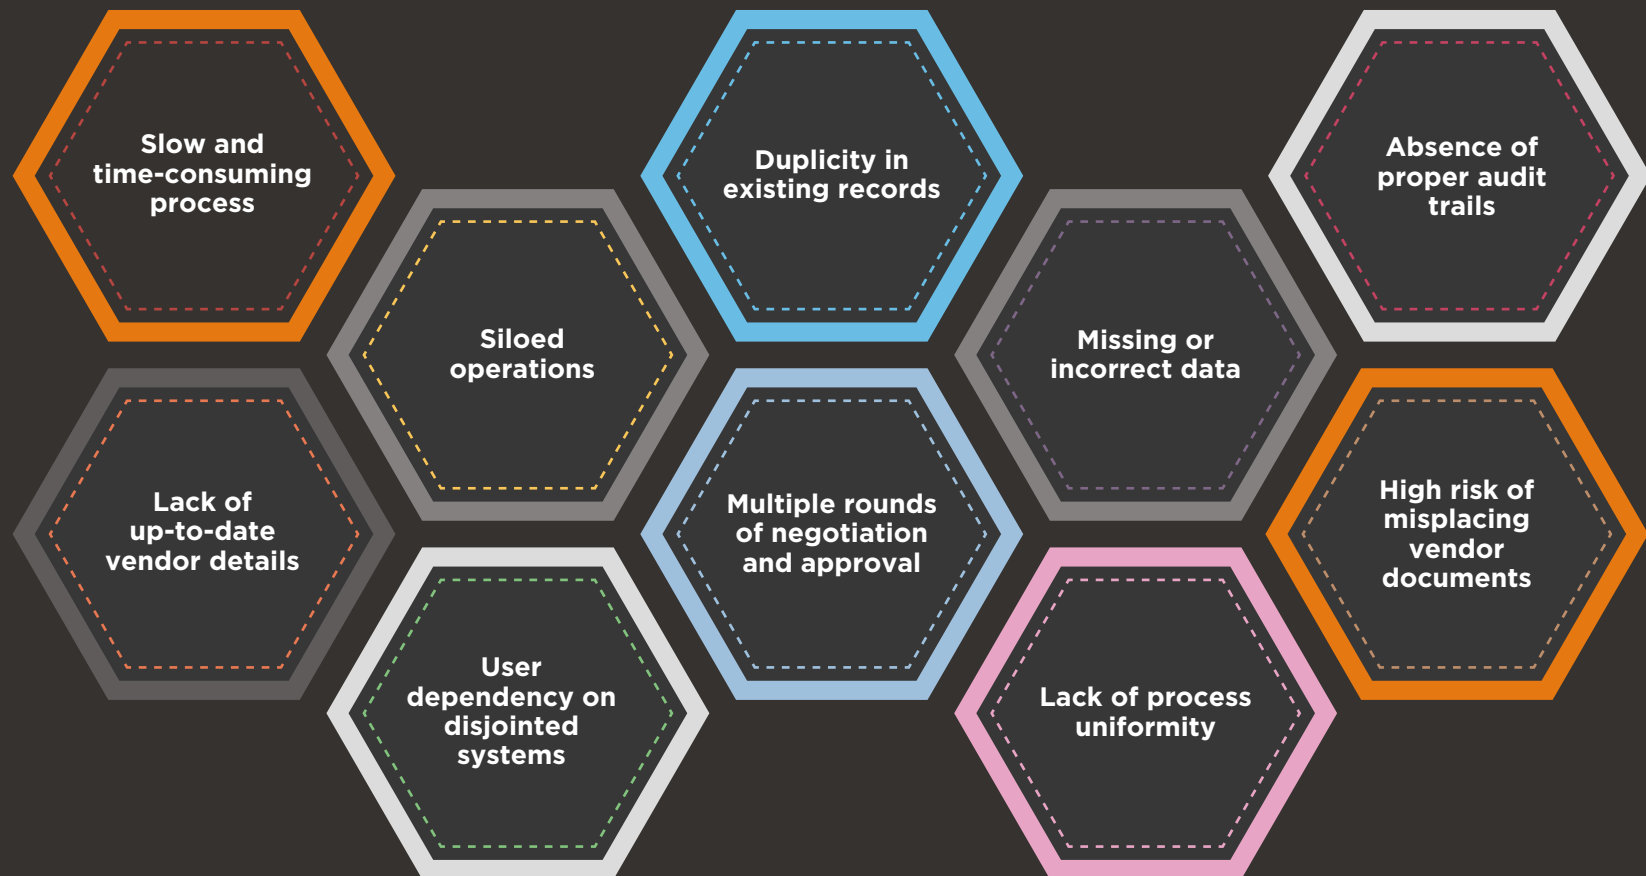 Slow and
time-consuming
process
Duplicity in
existing records
Absence of
proper audit
trails
Siloed
operations
Missing or
incorrect data
Lack of
up-to-date
vendor details
Multiple rounds
of negotiation
and approval
High risk of
misplacing
vendor
documents
User
dependency on
disjointed
systems
Lack of process
uniformity